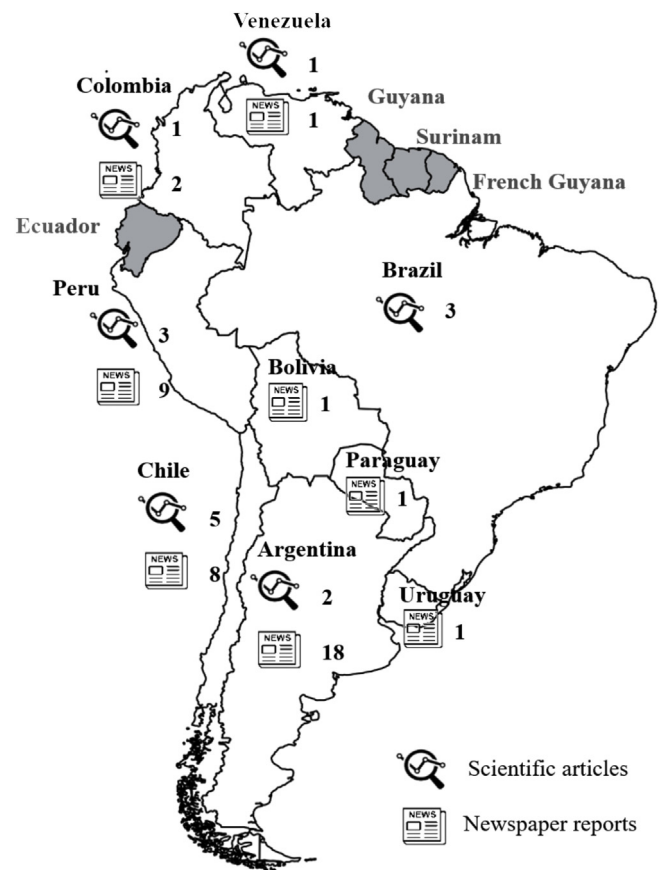 Venezuela
1
NEWS
1
Colombia
1
NEWS
2
Guyana
Surinam
French Guyana
Ecuador
Peru
3
NEWS
9
Brazil
3
Bolivia
NEWS
1
Paraguay
NEWS
1
Chile
5
NEWS
8
Argentina
2
NEWS
18
Uruguay
NEWS
1
Scientific articles
NEWS
Newspaper reports